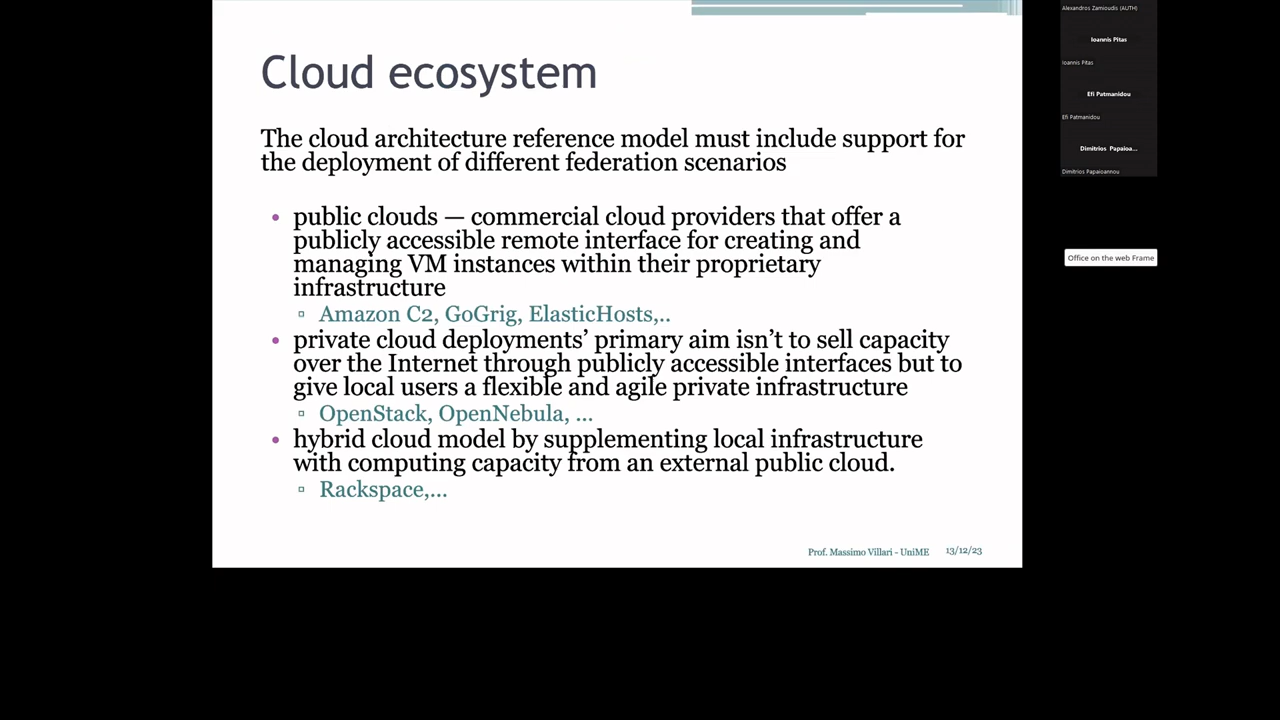 Cloud ecosystem
The cloud architecture reference model must include support for
the deployment of different federation scenarios
• public clouds — commercial cloud providers that offer a
publicly accessible remote interface for creating and
managing VM instances within their proprietary
infrastructure
▫ Amazon C2, GoGrig, ElasticHosts,..
• private cloud deployments’ primary aim isn’t to sell capacity
over the Internet through publicly accessible interfaces but to
give local users a flexible and agile private infrastructure
▫ OpenStack, OpenNebula, ...
• hybrid cloud model by supplementing local infrastructure
with computing capacity from an external public cloud.
▫ Rackspace,...
Prof. Massimo Villari - UniME 13/12/23
Alexandros Zamioudis (AUTH)
Ioannis Pitas
Ioannis Pitas
Efi Patmanidou
Efi Patmanidou
Dimitrios Papaioa...
Dimitrios Papaioannou
Office on the web Frame